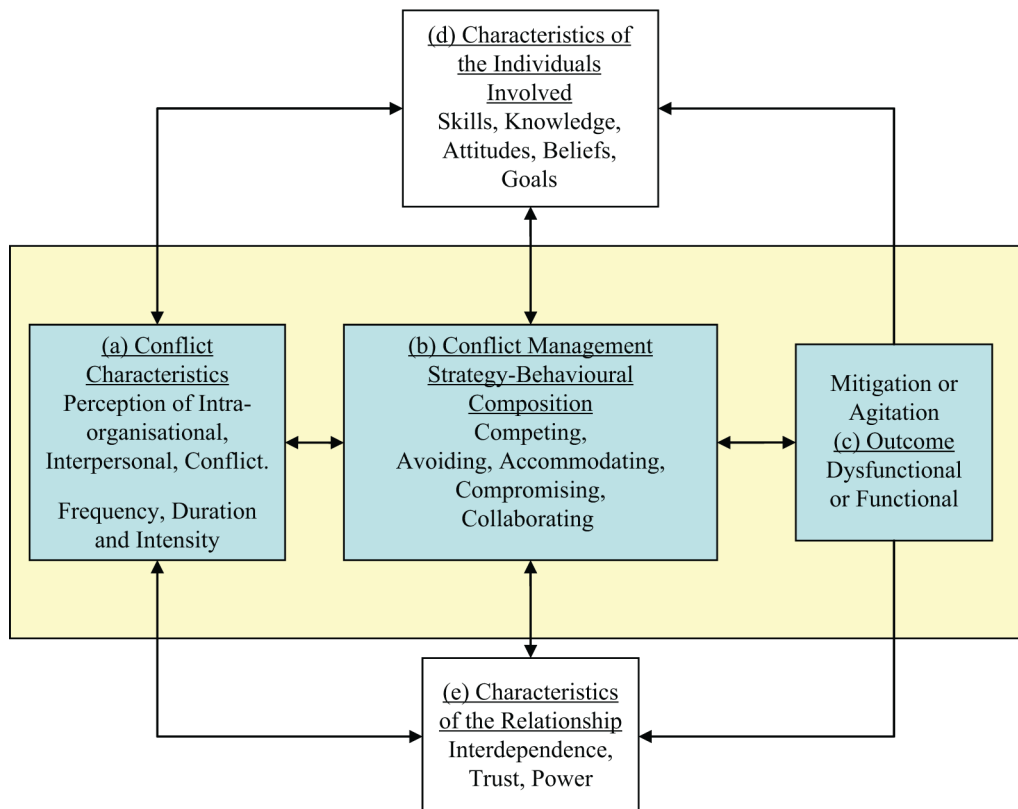 (d) Characteristics of
the Individuals
Involved
Skills, Knowledge,
Attitudes, Beliefs,
Goals
(a) Conflict
Characteristics
Perception of Intra-
organisational,
Interpersonal, Conflict.
Frequency, Duration
and Intensity
(b) Conflict Management
Strategy-Behavioural
Composition
Competing,
Avoiding, Accommodating,
Compromising,
Collaborating
Mitigation or
Agitation
(c) Outcome
Dysfunctional
or Functional
(e) Characteristics
of the Relationship
Interdependence,
Trust, Power